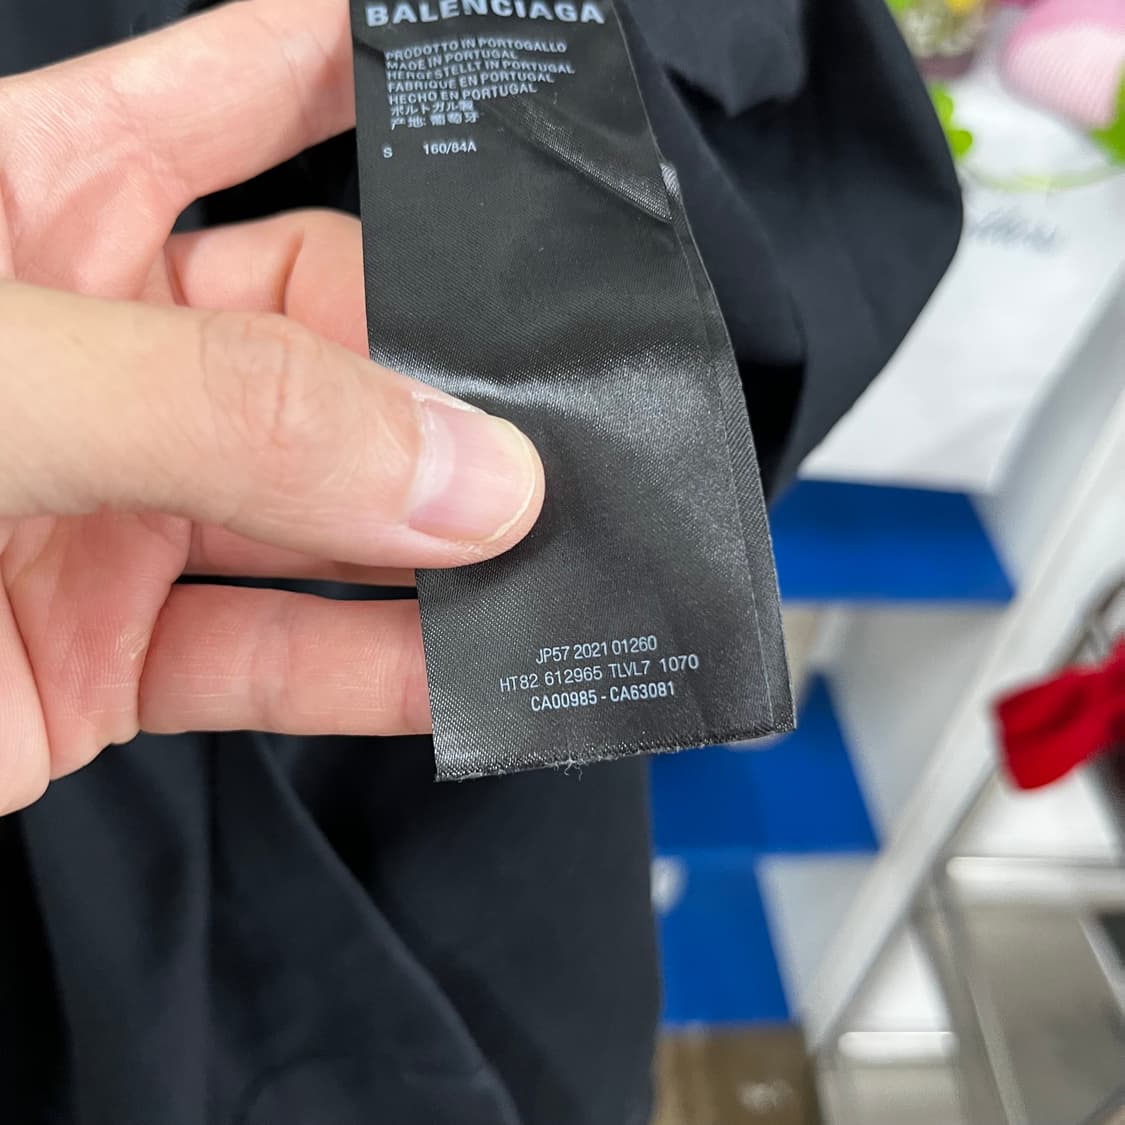 BALENCIAGA
PRODOTTO IN PORTOGALLO
MADE IN PORTUGAL
HERGESTELLT IN PORTUGAL
FABRIQUE EN PORTUGAL
HECHO EN PORTUGAL
ポルトガル製
产地: 葡萄牙
S 160/84A
JP57 2021 01260
HT82 612965 TLVL7 1070
CA00985 - CA63081